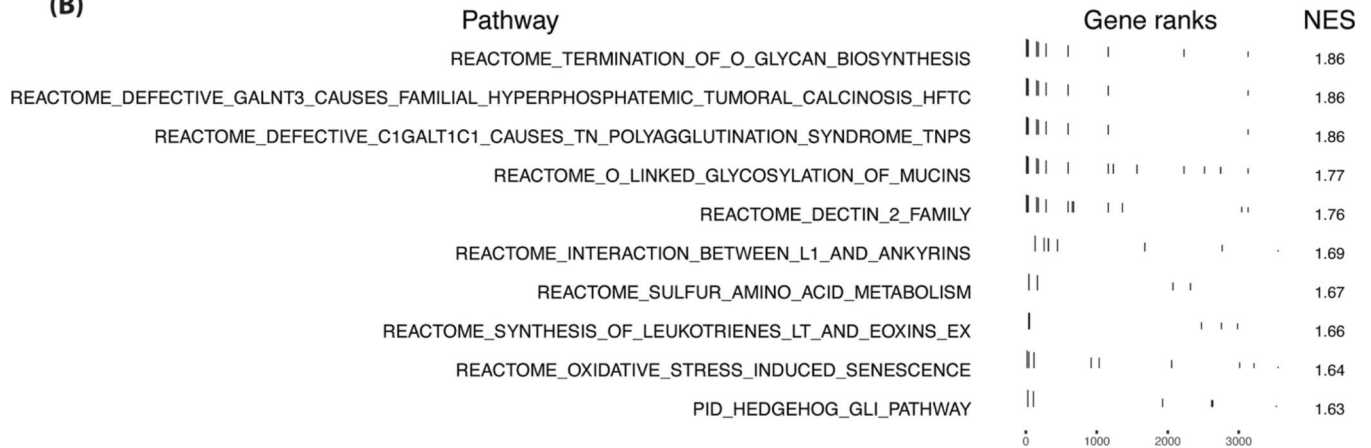 (B)
Pathway Gene ranks NES
REACTOME_TERMINATION_OF_O_GLYCAN_BIOSYNTHESIS 1.86
REACTOME_DEFECTIVE_GALNT3_CAUSES_FAMILIAL_HYPERPHOSPHATEMIC_TUMORAL_CALCINOSIS_HFTC 1.86
REACTOME_DEFECTIVE_C1GALT1C1_CAUSES_TN_POLYAGGLUTINATION_SYNDROME_TNPS 1.86
REACTOME_O_LINKED_GLYCOSYLATION_OF_MUCINS 1.77
REACTOME_DECTIN_2_FAMILY 1.76
REACTOME_INTERACTION_BETWEEN_L1_AND_ANKYRINS 1.69
REACTOME_SULFUR_AMINO_ACID_METABOLISM 1.67
REACTOME_SYNTHESIS_OF_LEUKOTRIENES_LT_AND_EOXINS_EX 1.66
REACTOME_OXIDATIVE_STRESS_INDUCED_SENESCENCE 1.64
PID_HEDGEHOG_GLI_PATHWAY 1.63
0 1000 2000 3000